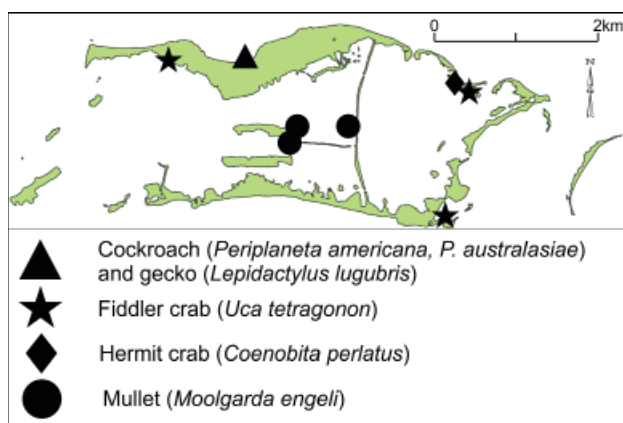 0 2km
N
S
Cockroach (Periplaneta americana, P. australasiae)
and gecko (Lepidactylus lugubris)
Fiddler crab (Uca tetragonon)
Hermit crab (Coenobita perlatus)
Mullet (Moolgarda engeli)